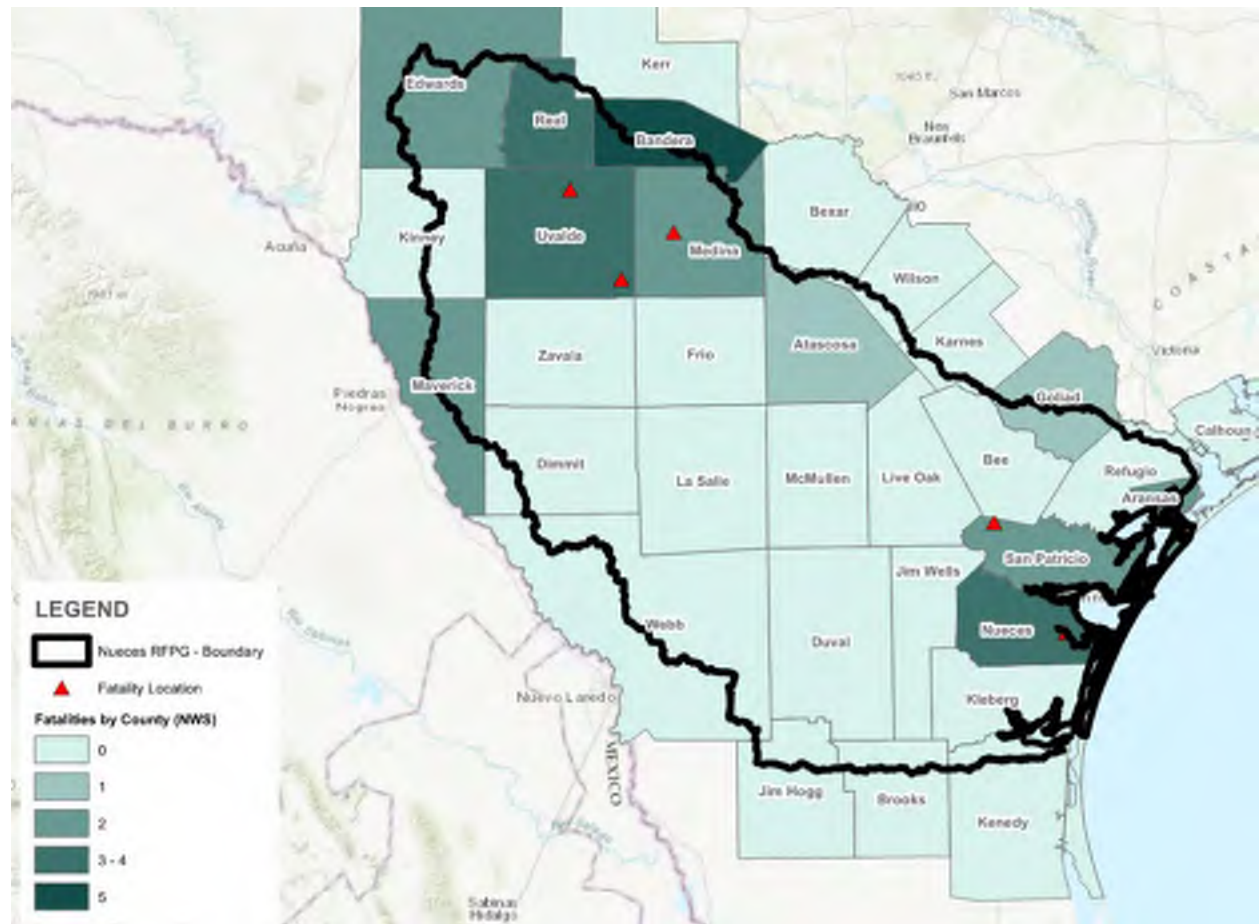 Kerr
Edwards
San Marcos
Real
New
Braunfels
Bandera
Bexar
Acuña
Kinney
Uvalde
Medina
Wilson
COASTA
Zavala
Frio
Atascosa
Karnes
Victoria
Piedras
Negras
Maverick
Goliad
Calhoun
Dimmit
La Salle
McMullen
Live Oak
Bee
Refugio
Aransas
San Patricio
Jim Wells
Webb
Duval
Nueces
Nuevo Laredo
Kleberg
MEXICO
Jim Hogg
Brooks
Kenedy
Sabinas
Hidalgo
LEGEND
Nueces RFPG - Boundary
Fatality Location
Fatalities by County (NWS)
0
1
2
3 - 4
5